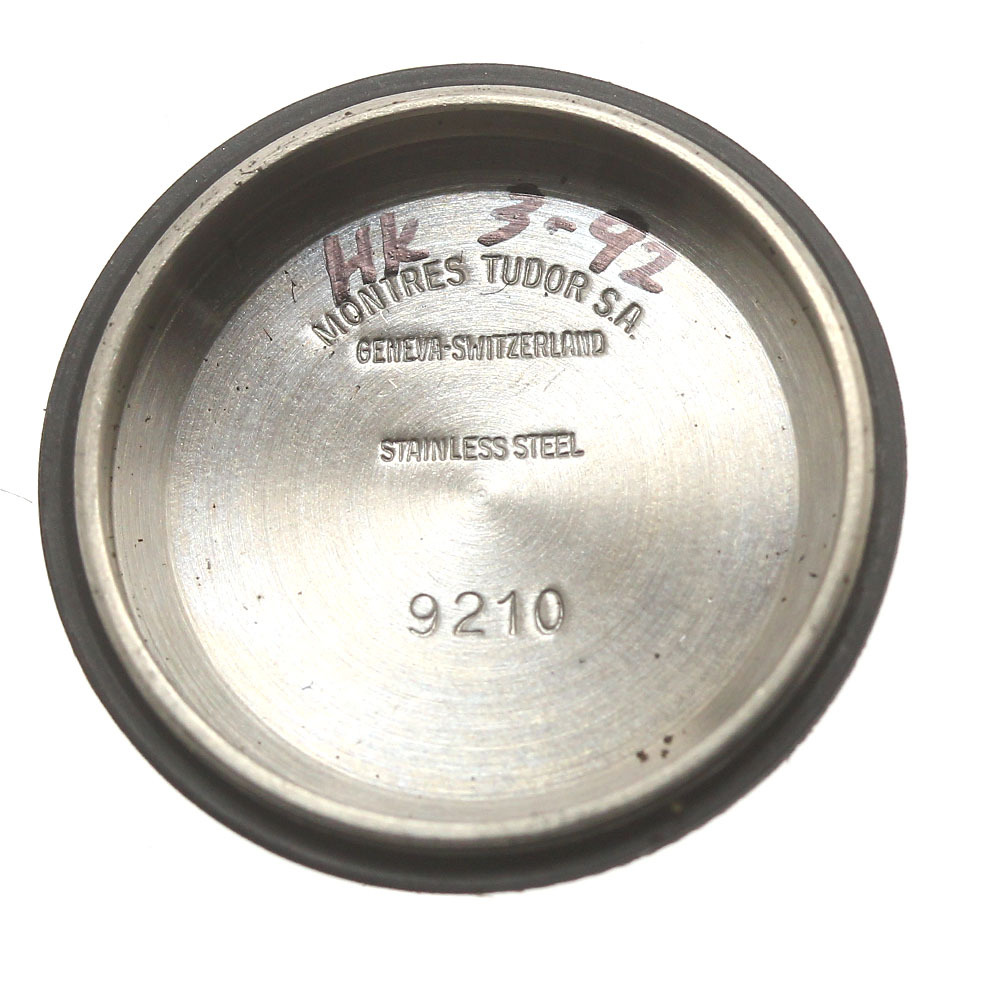 HK 3-92
MONTRES TUDOR S.A.
GENEVA-SWITZERLAND
STAINLESS STEEL
9210